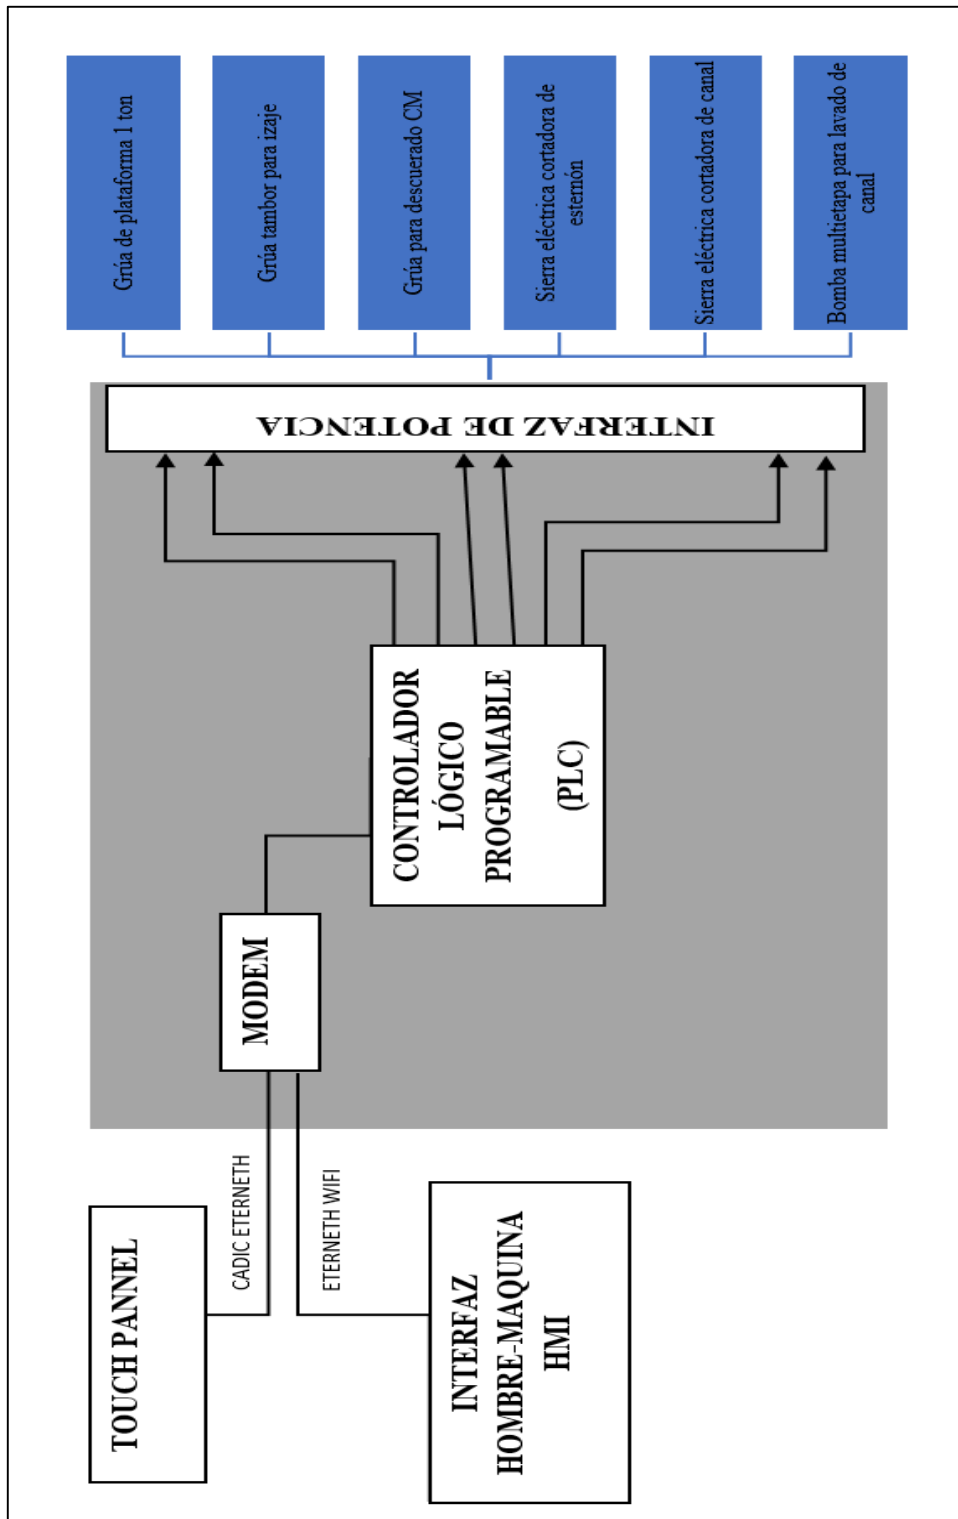 TOUCH PANNEL
CADIC ETERNETH
ETERNETH WIFI
INTERFAZ
HOMBRE-MAQUINA
HMI
MODEM
CONTROLADOR
LÓGICO
PROGRAMABLE
(PLC)
INTERFAZ DE POTENCIA
Grúa de plataforma 1 ton
Grúa tambor para izaje
Grúa para descuerado CM
Sierra eléctrica cortadora de
esternón
Sierra eléctrica cortadora de canal
Bomba multietapa para lavado de
canal